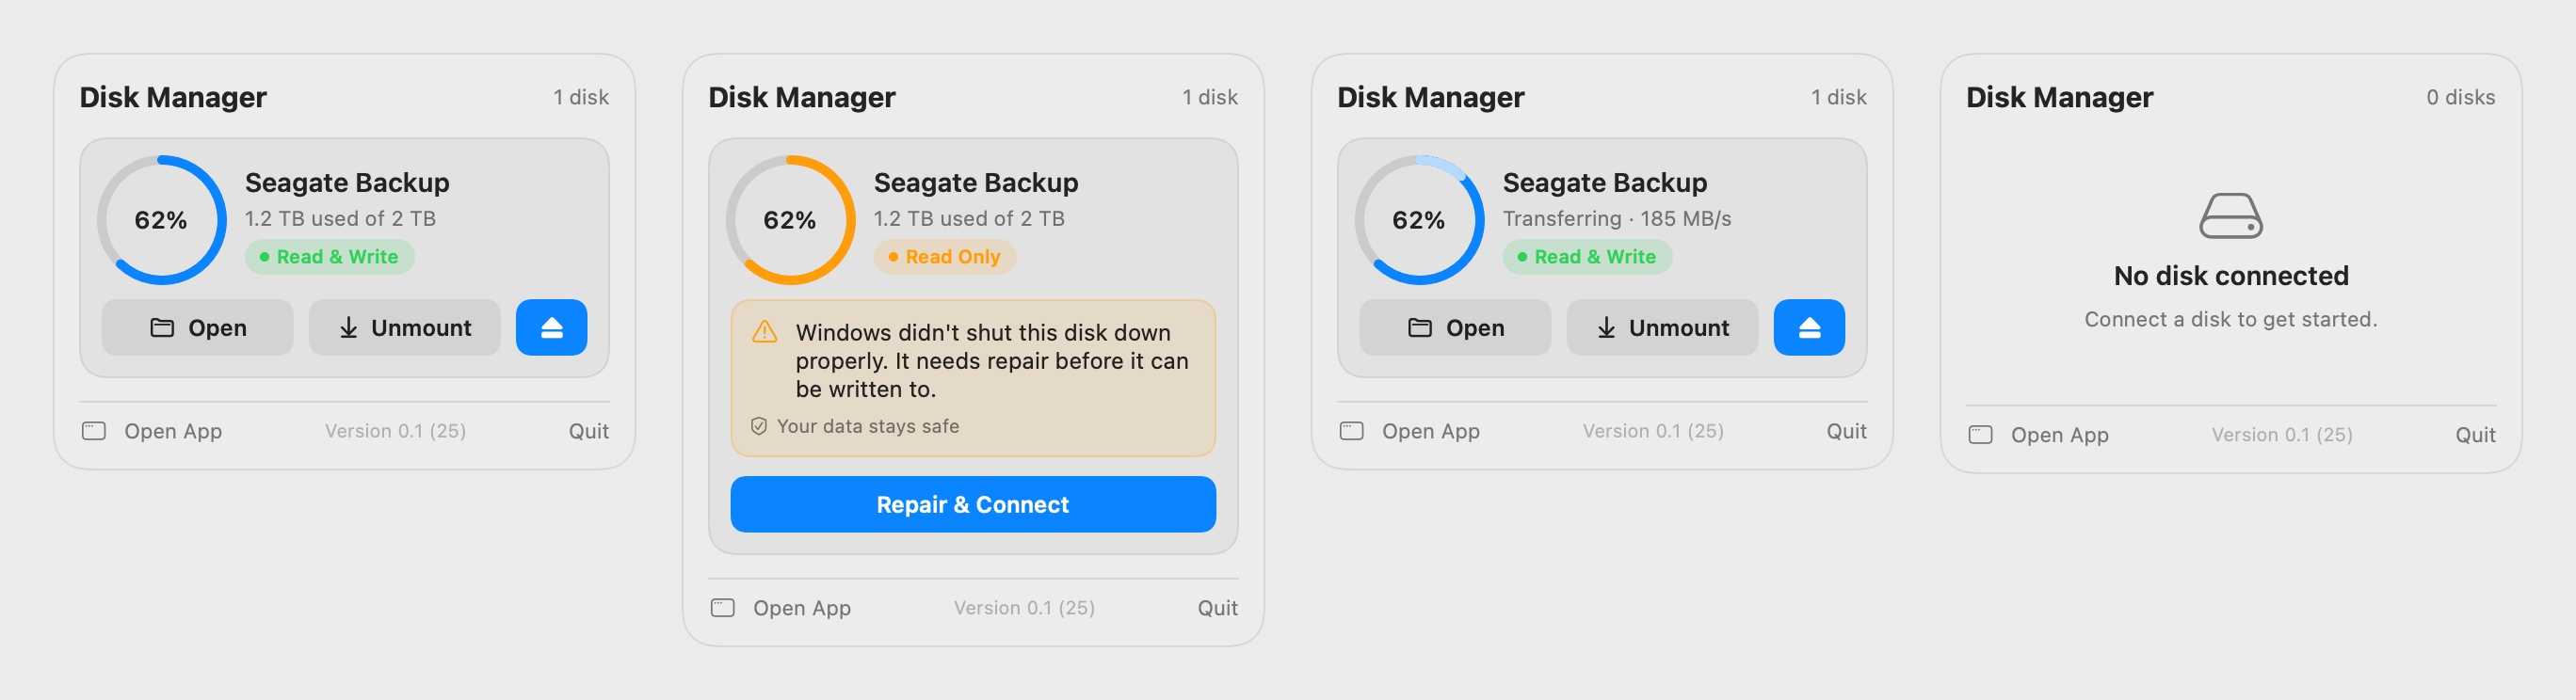 Disk Manager
1 disk
62%
Seagate Backup
1.2 TB used of 2 TB
Read & Write
Open
Unmount
Open App
Version 0.1 (25)
Quit
Disk Manager
1 disk
62%
Seagate Backup
1.2 TB used of 2 TB
Read Only
Windows didn't shut this disk down
properly. It needs repair before it can
be written to.
Your data stays safe
Repair & Connect
Open App
Version 0.1 (25)
Quit
Disk Manager
1 disk
62%
Seagate Backup
Transferring · 185 MB/s
Read & Write
Open
Unmount
Open App
Version 0.1 (25)
Quit
Disk Manager
0 disks
No disk connected
Connect a disk to get started.
Open App
Version 0.1 (25)
Quit